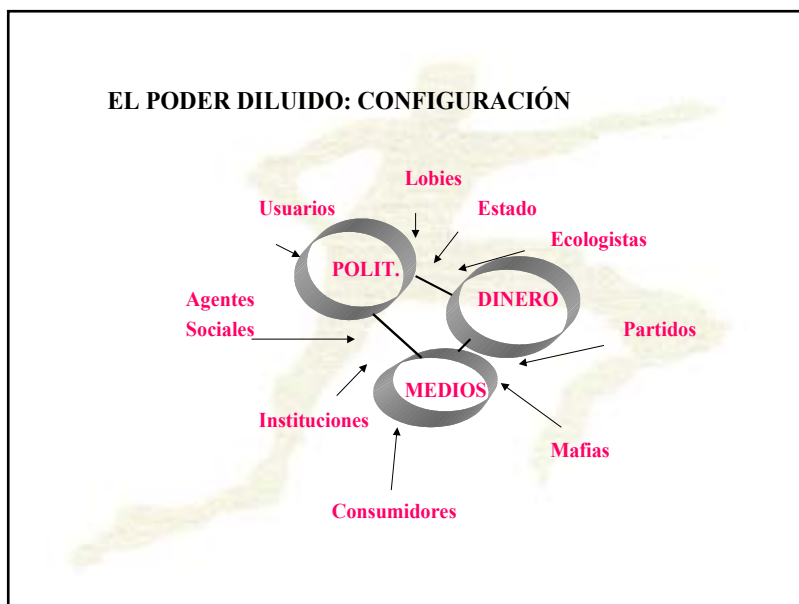 EL PODER DILUIDO: CONFIGURACIÓN
Lobies
Usuarios
Estado
Ecologistas
POLIT.
DINERO
Agentes
Sociales
Partidos
MEDIOS
Instituciones
Mafias
Consumidores